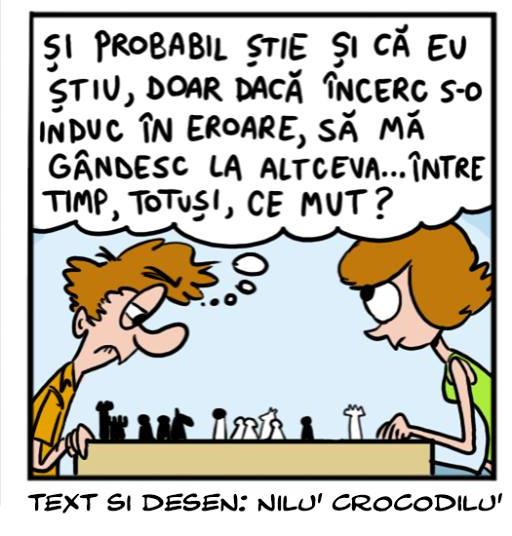 ȘI PROBABIL ȘTIE ȘI CĂ EU
ȘTIU, DOAR DACĂ ÎNCERC S-O
INDUC ÎN EROARE, SĂ MĂ
GÂNDESC LA ALTCEVA... ÎNTRE
TIMP, TOTUȘI, CE MUT?
TEXT SI DESEN: NILU' CROCODILU'